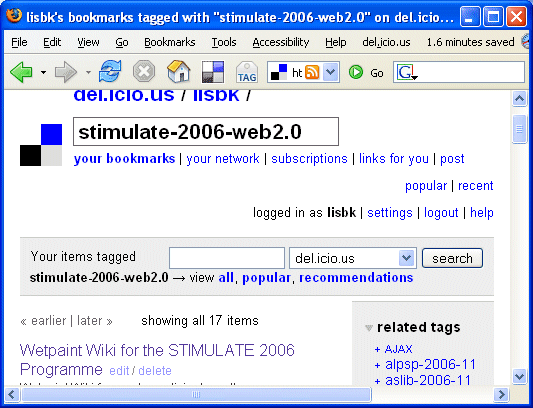 lisbk's bookmarks tagged with "stimulate-2006-web2.0" on del.icio....
File Edit View Go Bookmarks Tools Accessibility Help del.icio.us 1.6 minutes saved
TAG ht Go G
del.icio.us / lisbk /
stimulate-2006-web2.0
your bookmarks | your network | subscriptions | links for you | post
popular | recent
logged in as lisbk | settings | logout | help
Your items tagged del.icio.us search
stimulate-2006-web2.0 → view all, popular, recommendations
« earlier | later » showing all 17 items
Wetpaint Wiki for the STIMULATE 2006
Programme edit / delete
related tags
+ AJAX
+ alpsp-2006-11
+ aslib-2006-11